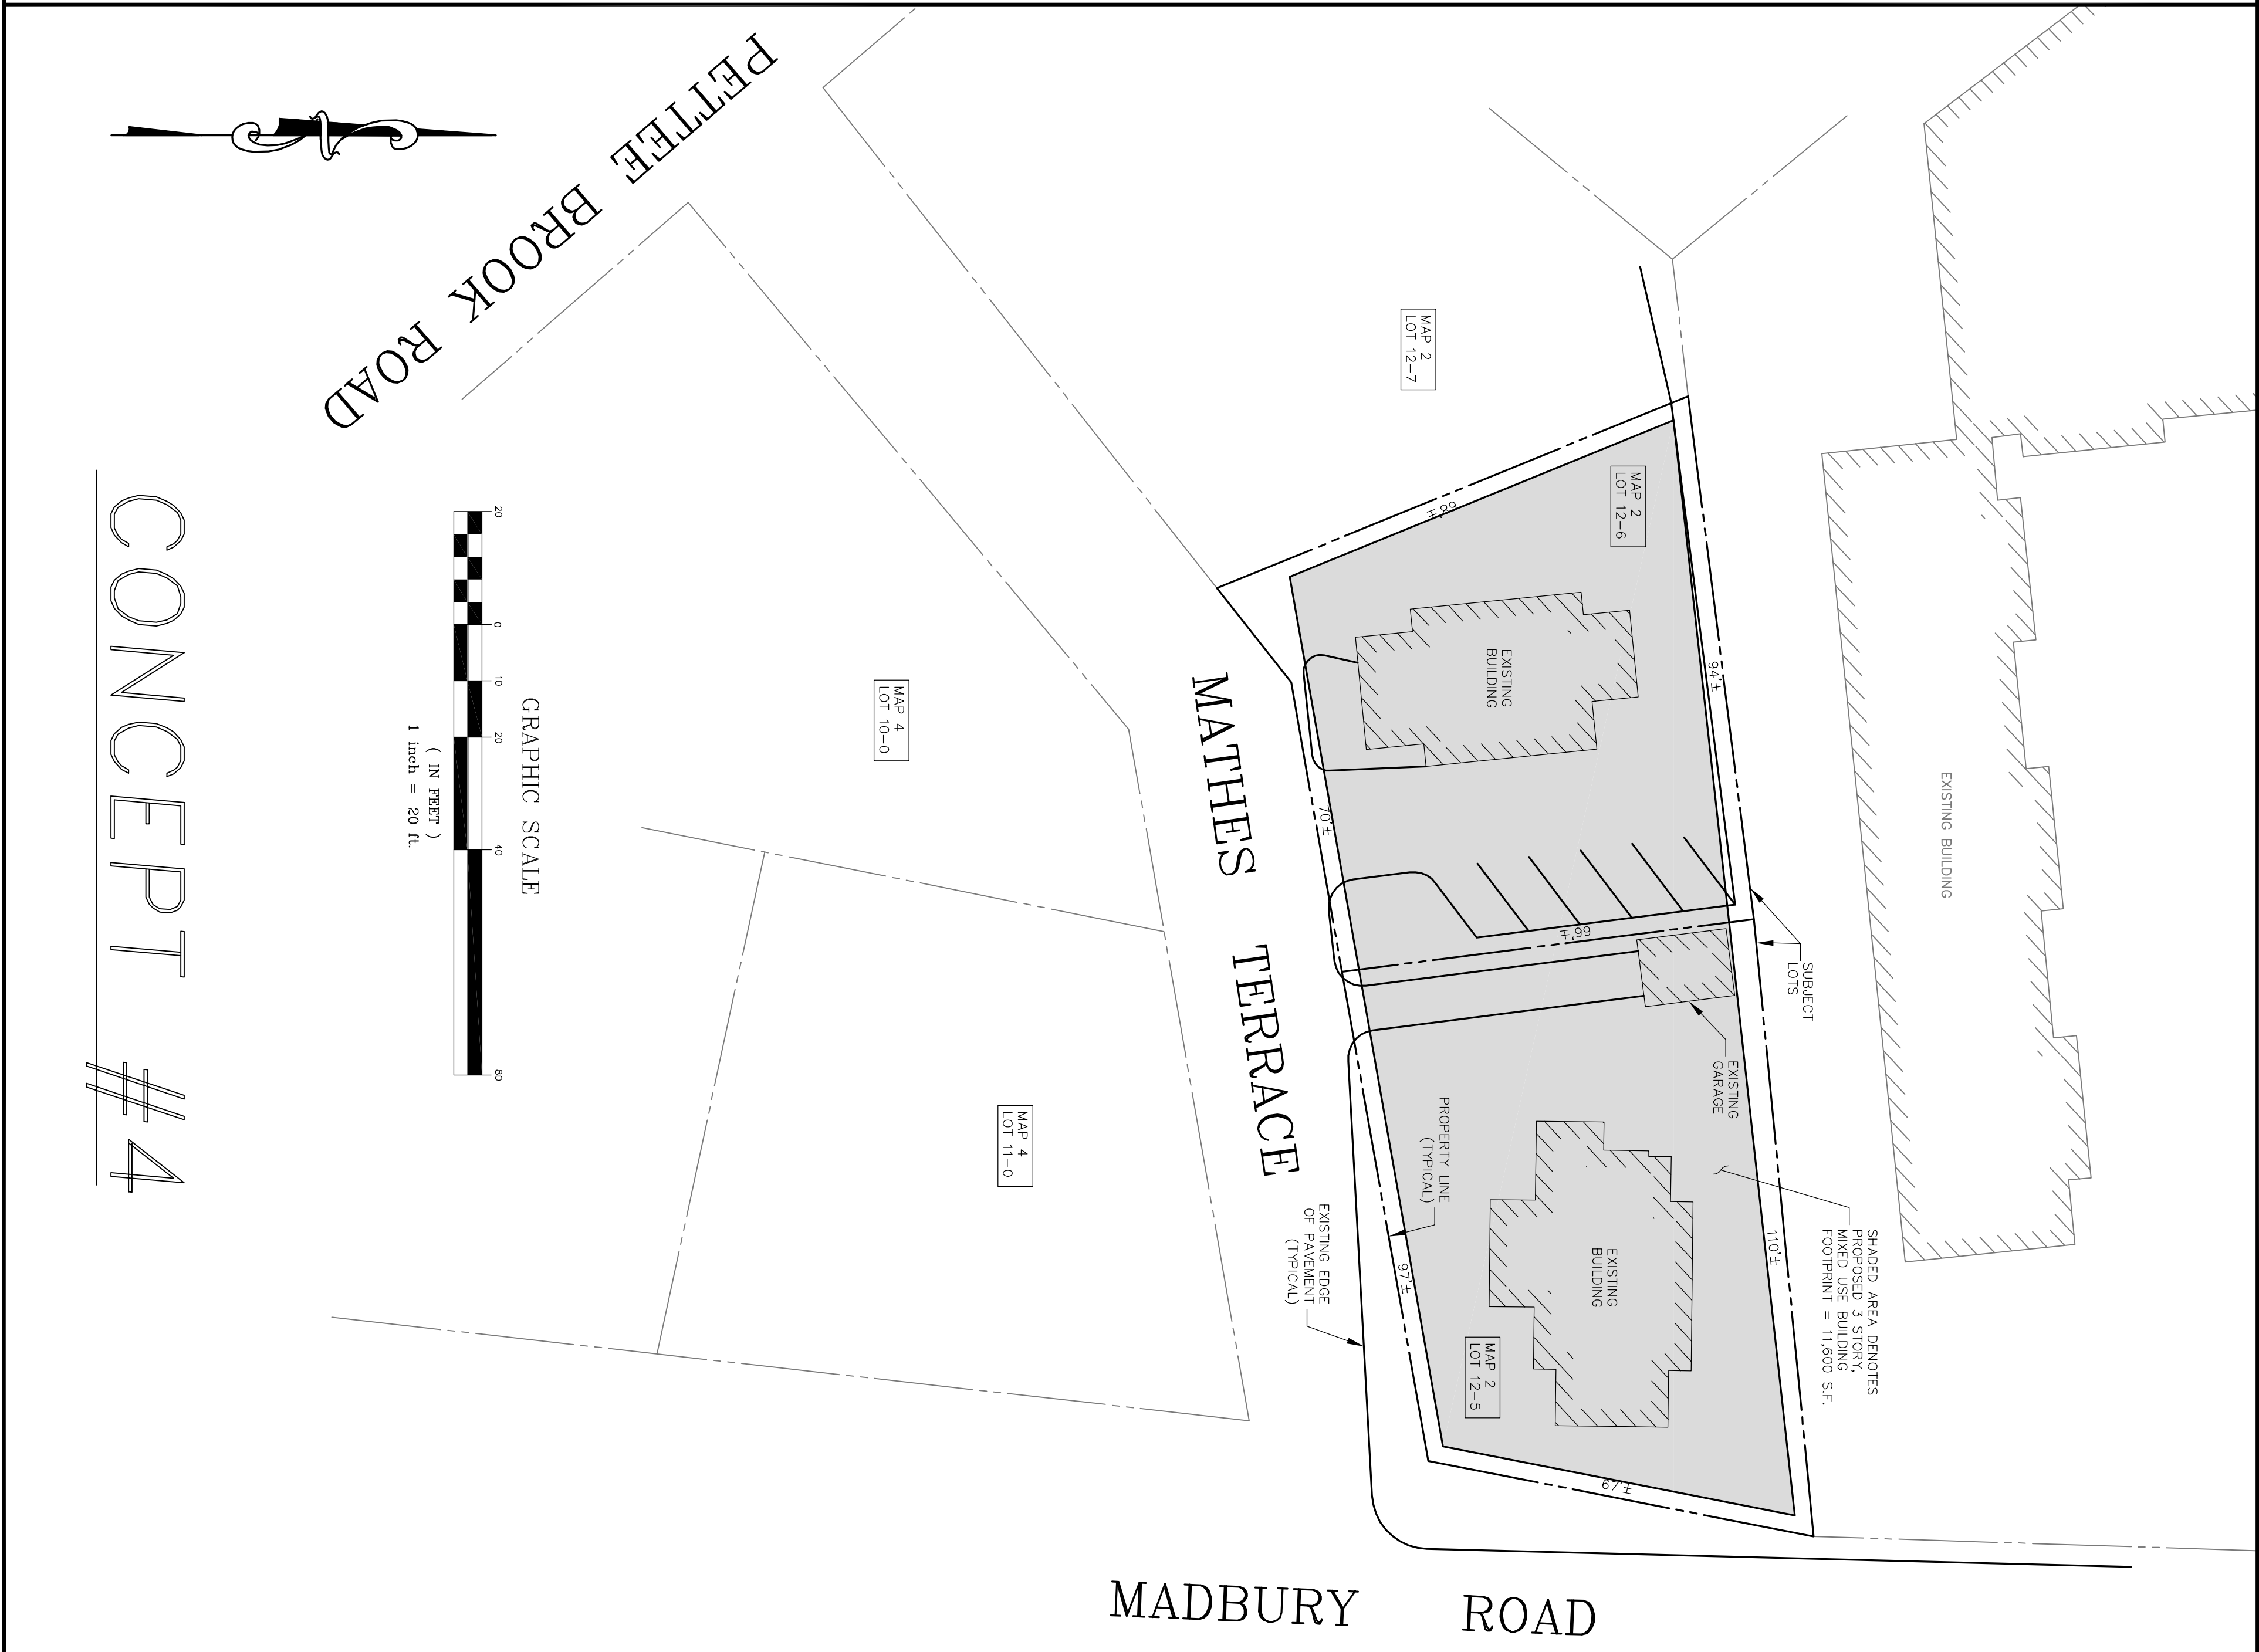 PETTEE BROOK ROAD
MAP 2
LOT 12-7
MAP 2
LOT 12-6
68'±
94'±
EXISTING
BUILDING
EXISTING BUILDING
70'±
66'±
SUBJECT
LOTS
EXISTING
GARAGE
SHADED AREA DENOTES
PROPOSED 3 STORY,
MIXED USE BUILDING
FOOTPRINT = 11,600 S.F.
110'±
EXISTING
BUILDING
MAP 2
LOT 12-5
PROPERTY LINE
(TYPICAL)
97'±
67'±
EXISTING EDGE
OF PAVEMENT
(TYPICAL)
MATHES TERRACE
MADBURY ROAD
MAP 4
LOT 10-0
MAP 4
LOT 11-0
GRAPHIC SCALE
20 0 10 20 40 80
( IN FEET )
1 inch = 20 ft.
CONCEPT #4